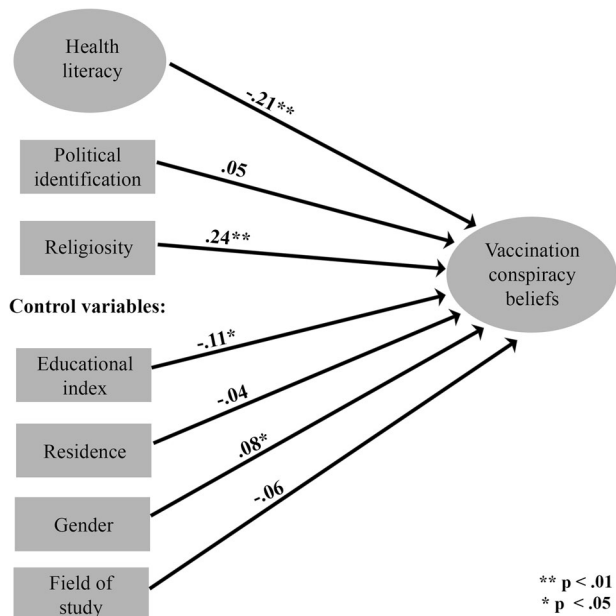 Health
literacy
-.21**
Political
identification
.05
Religiosity
.24**
Vaccination
conspiracy
beliefs
Control variables:
Educational
index
-.11*
Residence
-.04
Gender
.08*
Field of
study
-.06
** p < .01
* p < .05